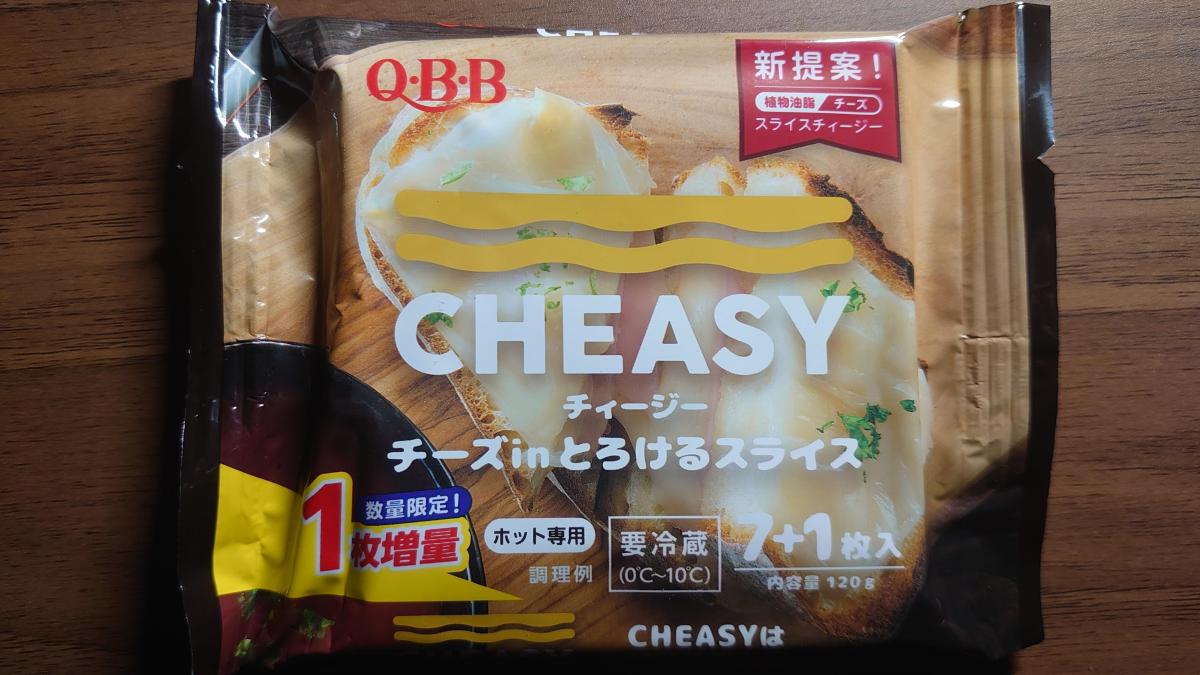 Q·B·B
新提案!
植物油脂 チーズ
スライスチィージー
CHEASY
チィージー
チーズinとろけるスライス
数量限定!
1枚増量
ホット専用
調理例
要冷蔵
(0℃~10℃)
7+1枚入
内容量 120g
CHEASYは